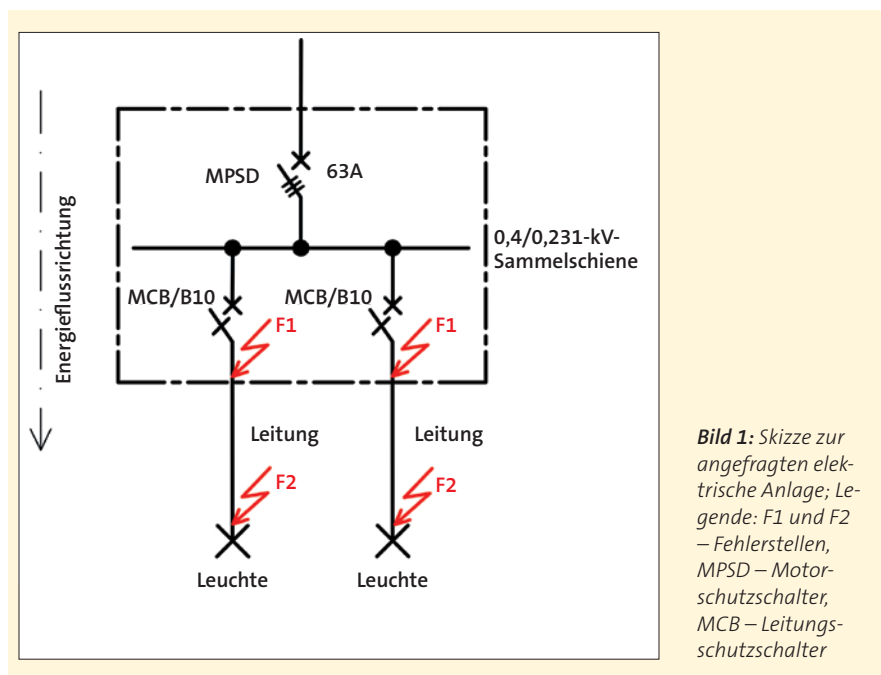 MPSD
63A
0,4/0,231-kV-
Sammelschiene
MCB/B10
MCB/B10
F1
F1
Energieflussrichtung
Leitung
Leitung
F2
F2
Leuchte
Leuchte
Bild 1: Skizze zur
angefragten elek-
trische Anlage; Le-
gende: F1 und F2
– Fehlerstellen,
MPSD – Motor-
schutzschalter,
MCB – Leitungs-
schutzschalter